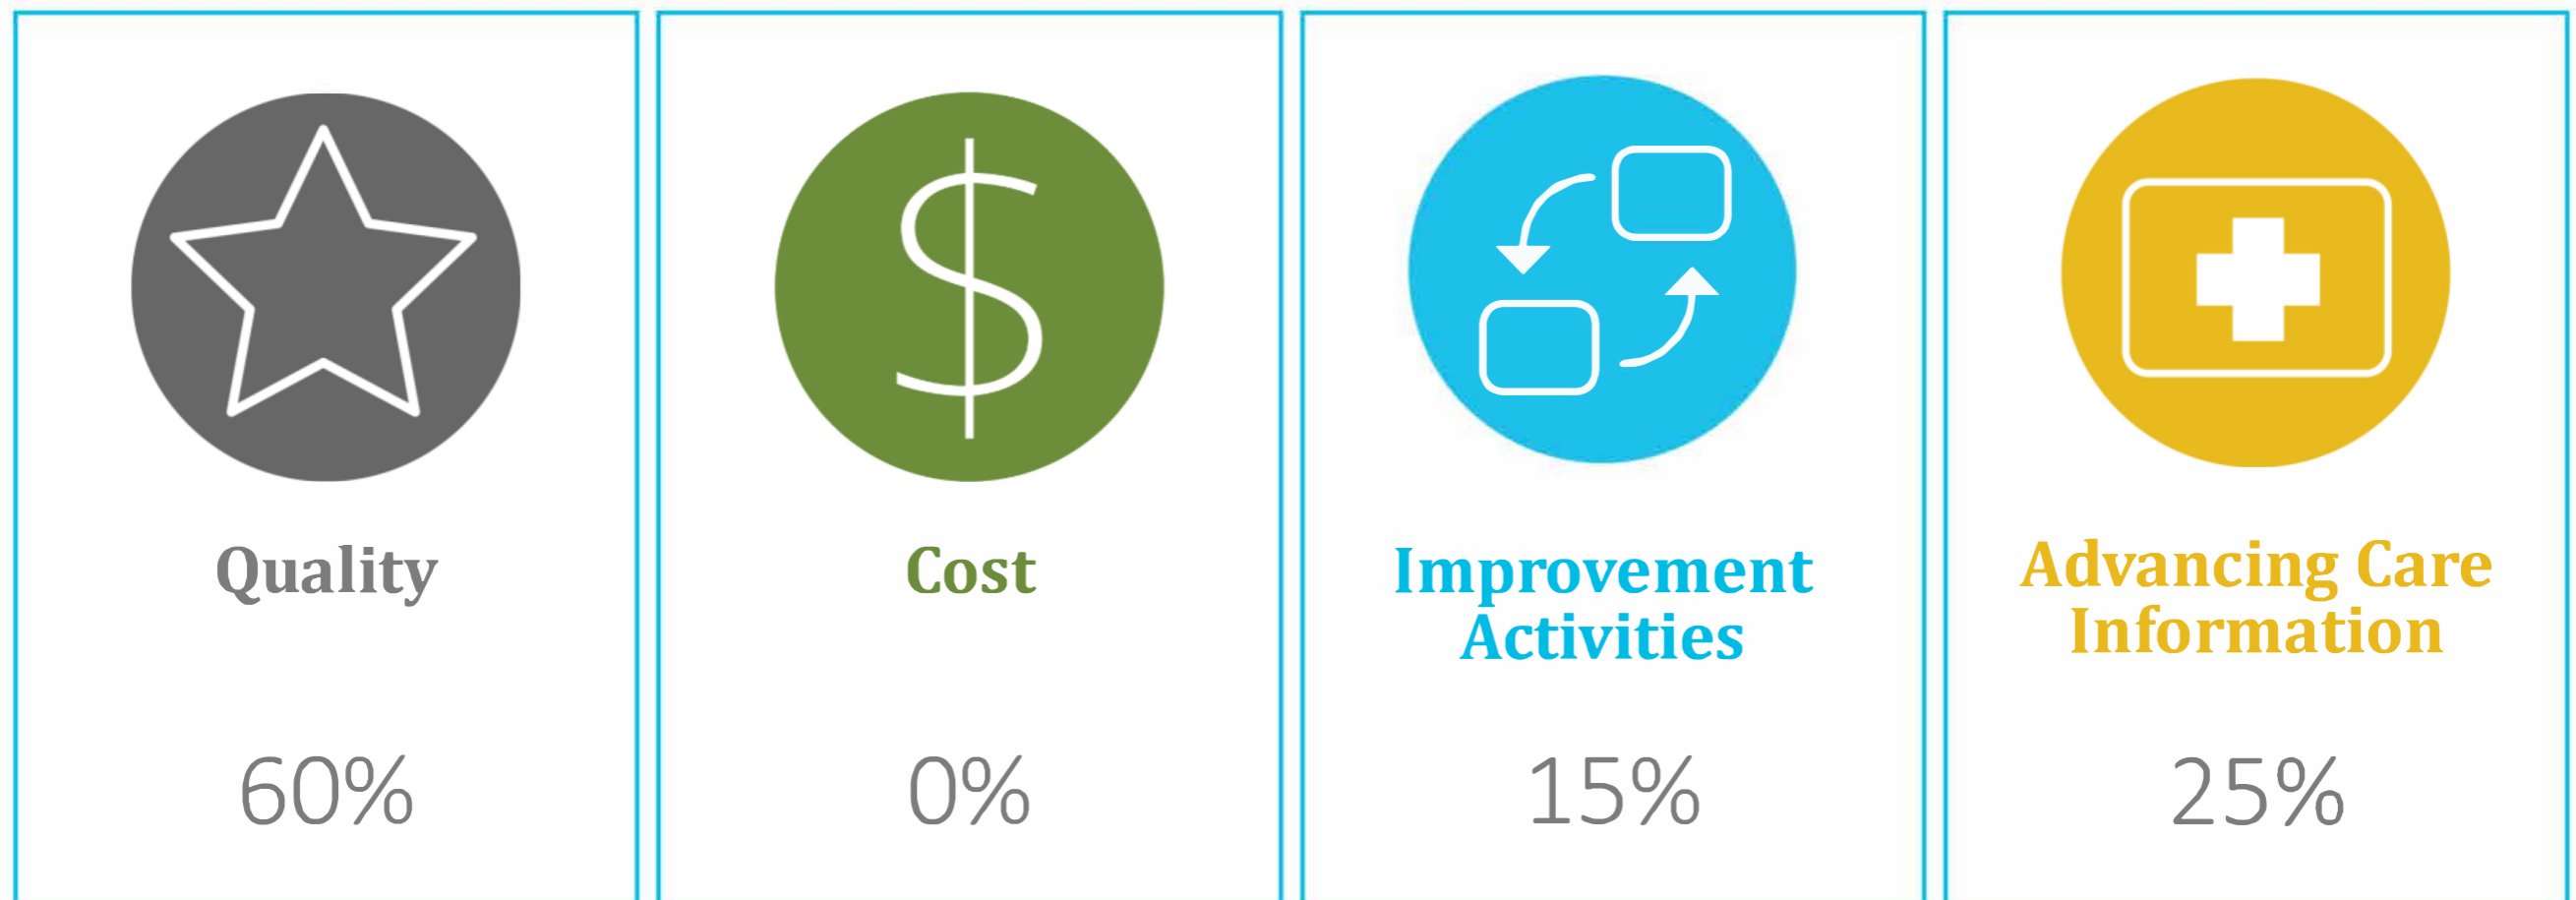 Quality
60%
Cost
0%
Improvement
Activities
15%
Advancing Care
Information
25%